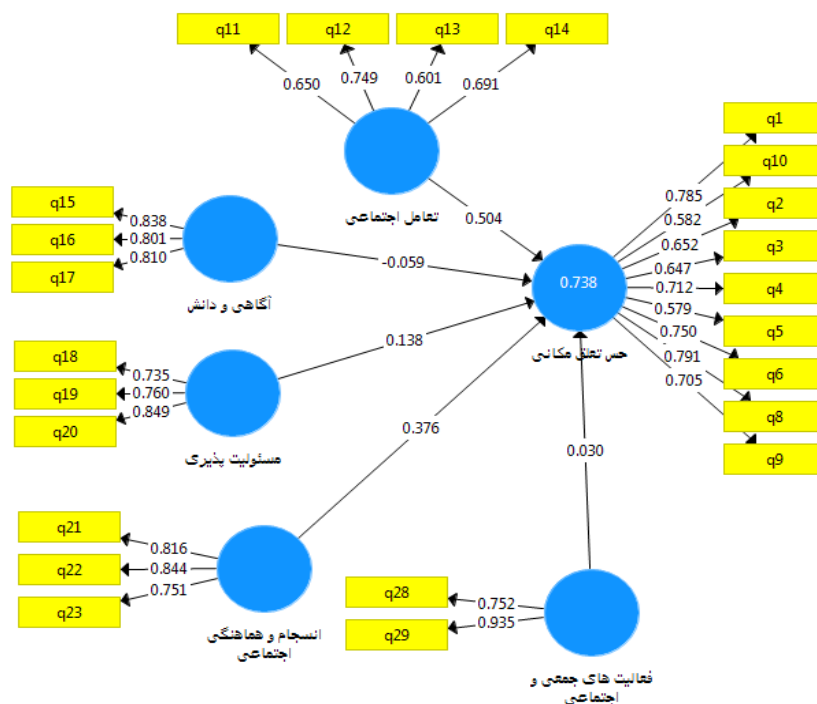 q11
q12
q13
q14
0.650
0.749
0.601
0.691
تعامل اجتماعی
0.504
q15
q16
q17
0.838
0.801
0.810
آگاهی و دانش
-0.059
q18
q19
q20
0.735
0.760
0.849
مسئولیت پذیری
0.138
q21
q22
q23
0.816
0.844
0.751
انسجام و هماهنگی
اجتماعی
0.376
q28
q29
0.752
0.935
فعالیت های جمعی و
اجتماعی
0.030
0.738
حس تعلق مکانی
0.785
0.582
0.652
0.647
0.712
0.579
0.750
0.791
0.705
q1
q10
q2
q3
q4
q5
q6
q8
q9